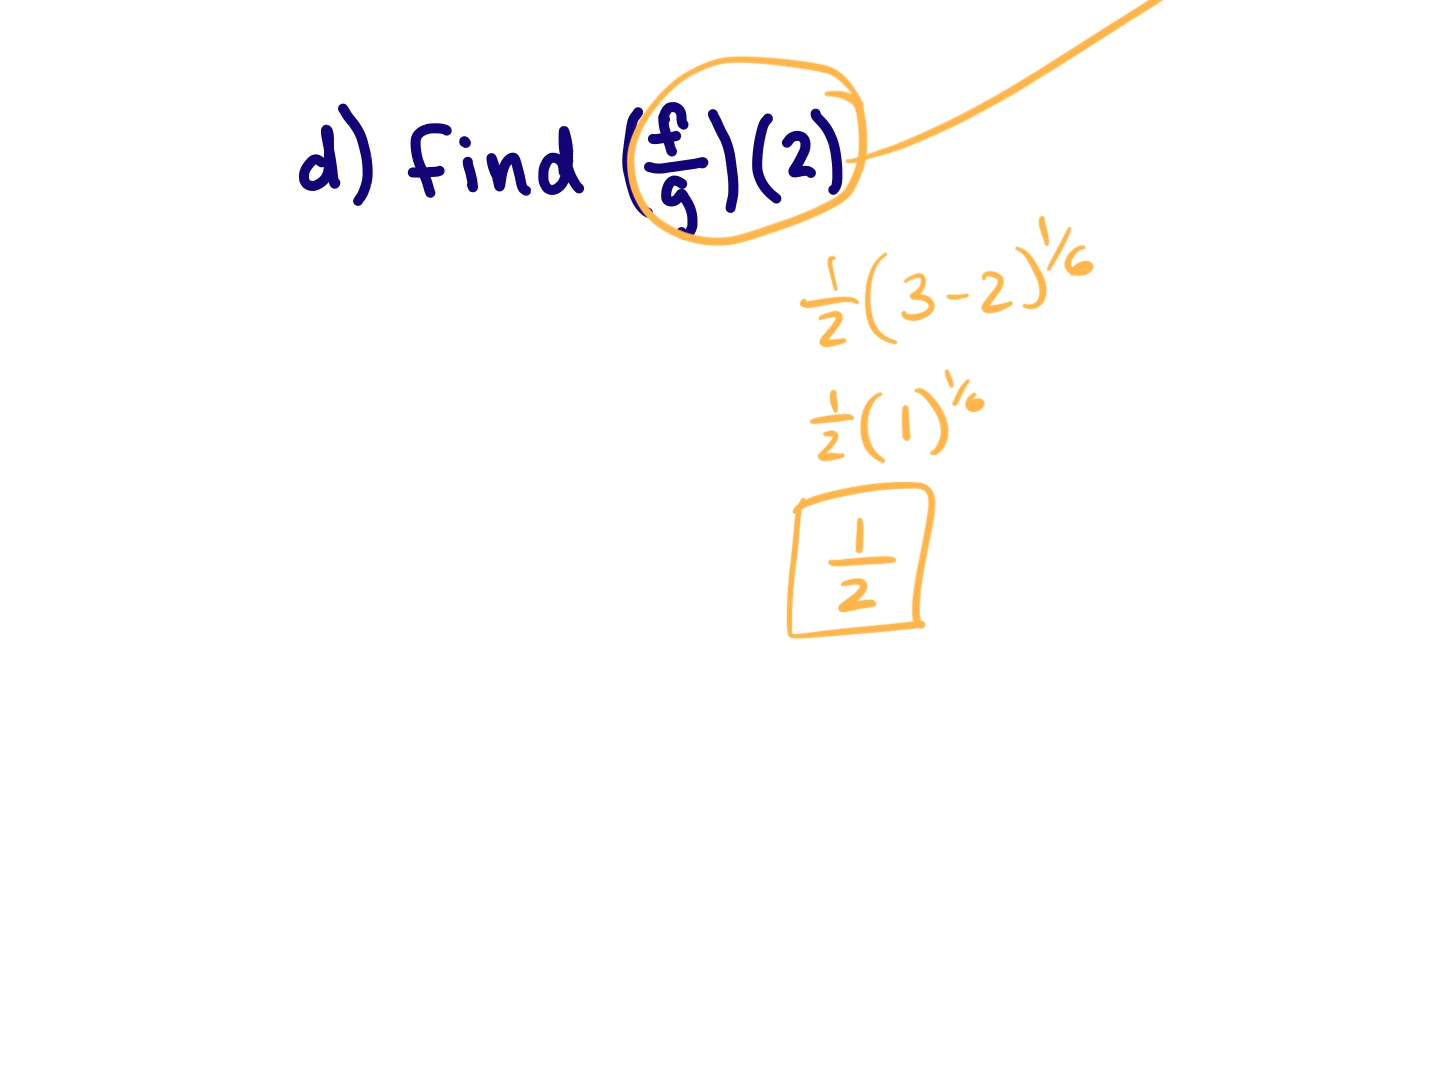 d) find (f/g)(2)
1/2(3-2)^1/6
1/2(1)^1/6
1/2